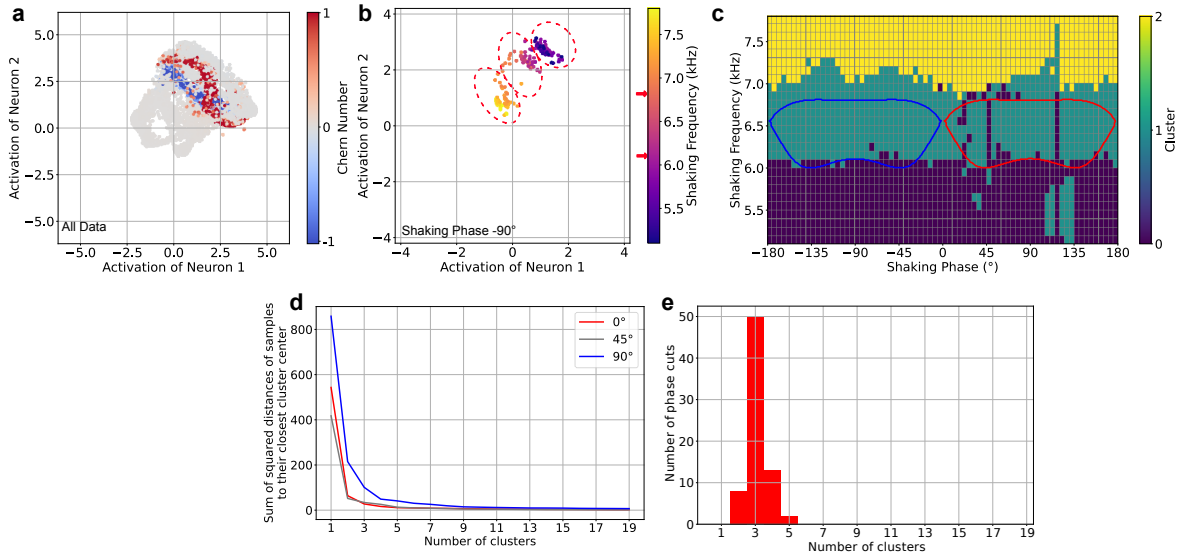 a
Activation of Neuron 2
5.0
2.5
0.0
−2.5
−5.0
All Data
−5.0 −2.5 0.0 2.5 5.0
Activation of Neuron 1
1
0
-1
Chern Number
b
Activation of Neuron 2
4
2
0
−2
−4
Shaking Phase -90°
−4 −2 0 2 4
Activation of Neuron 1
7.5
7.0
6.5
6.0
5.5
Shaking Frequency (kHz)
c
Shaking Frequency (kHz)
7.5
7.0
6.5
6.0
5.5
−180 −135 −90 −45 0 45 90 135 180
Shaking Phase (°)
2
1
0
Cluster
d
Sum of squared distances of samples
to their closest cluster center
800
600
400
200
0
0°
45°
90°
1 3 5 7 9 11 13 15 17 19
Number of clusters
e
Number of phase cuts
50
40
30
20
10
0
1 3 5 7 9 11 13 15 17 19
Number of clusters